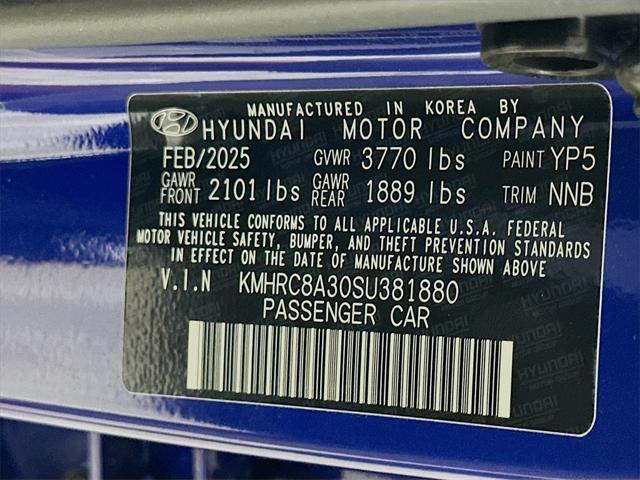 MANUFACTURED IN KOREA BY
HYUNDAI MOTOR COMPANY
FEB/2025 GVWR 3770 lbs PAINT YP5
GAWR FRONT 2101 lbs GAWR REAR 1889 lbs TRIM NNB
THIS VEHICLE CONFORMS TO ALL APPLICABLE U.S.A. FEDERAL
MOTOR VEHICLE SAFETY, BUMPER, AND THEFT PREVENTION STANDARDS
IN EFFECT ON THE DATE OF MANUFACTURE SHOWN ABOVE
V.I.N KMHRC8A30SU381880
PASSENGER CAR